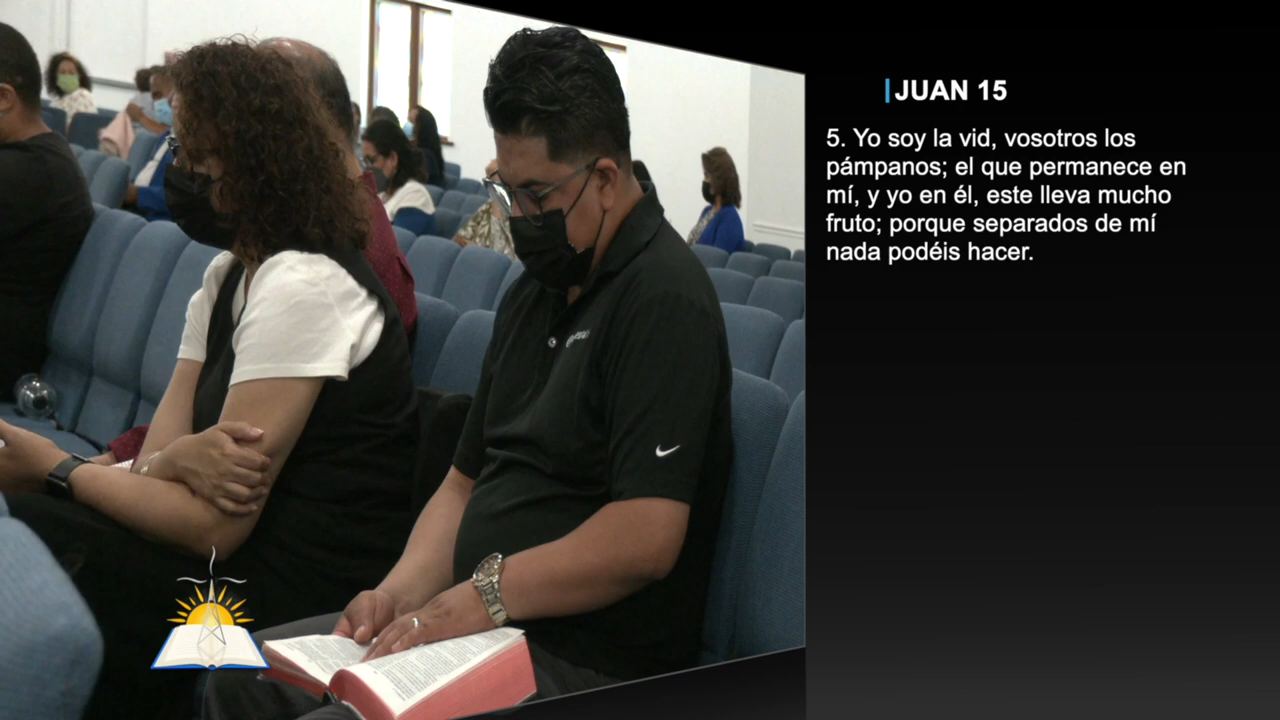 JUAN 15
5. Yo soy la vid, vosotros los
pámpanos; el que permanece en
mí, y yo en él, este lleva mucho
fruto; porque separados de mí
nada podéis hacer.